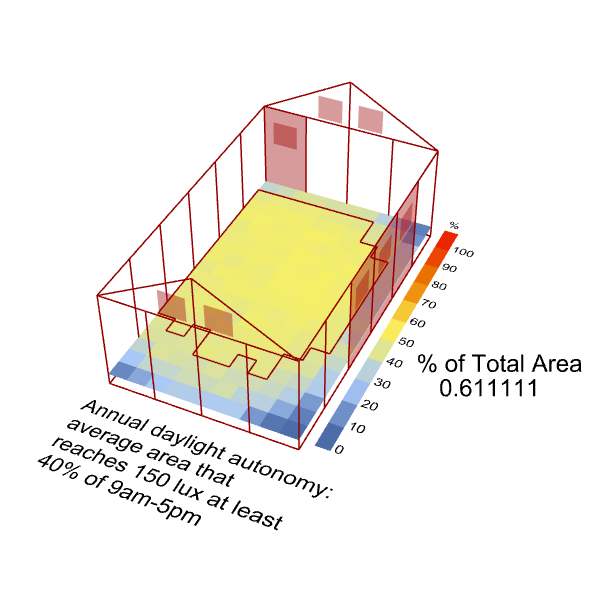 %
100
90
80
70
60
50
40
30
20
10
0
% of Total Area
0.611111
Annual daylight autonomy:
average area that
reaches 150 lux at least
40% of 9am-5pm